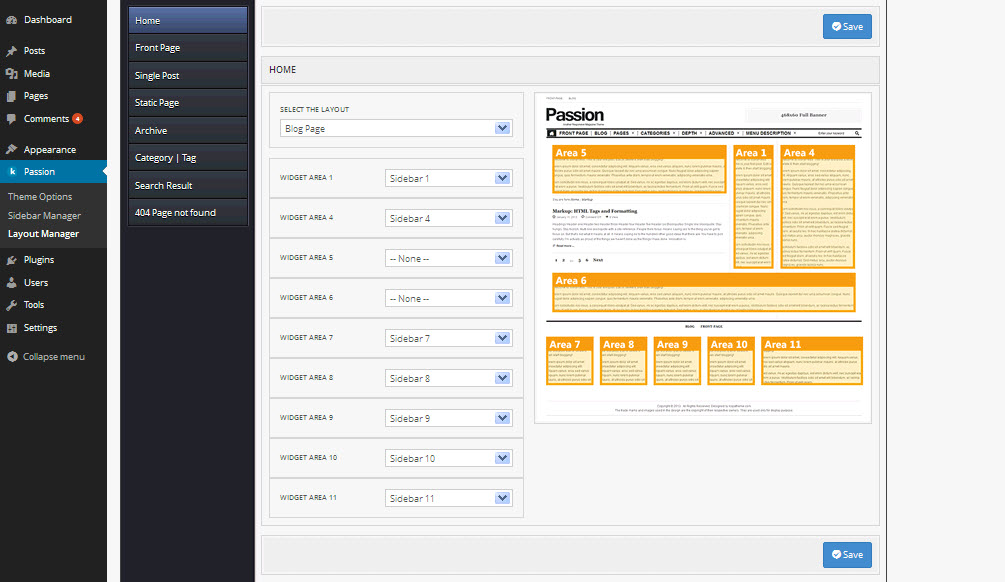 Dashboard
Posts
Media
Pages
Comments 4
Appearance
Passion
Theme Options
Sidebar Manager
Layout Manager
Plugins
Users
Tools
Settings
Collapse menu
Home
Front Page
Single Post
Static Page
Archive
Category | Tag
Search Result
404 Page not found
Save
HOME
SELECT THE LAYOUT
Blog Page
WIDGET AREA 1 Sidebar 1
WIDGET AREA 4 Sidebar 4
WIDGET AREA 5 -- None --
WIDGET AREA 6 -- None --
WIDGET AREA 7 Sidebar 7
WIDGET AREA 8 Sidebar 8
WIDGET AREA 9 Sidebar 9
WIDGET AREA 10 Sidebar 10
WIDGET AREA 11 Sidebar 11
FRONT PAGE BLOG
Passion
468x60 Full Banner
FRONT PAGE BLOG PAGES CATEGORIES DEPTH ADVANCED MENU DESCRIPTION
Area 5
Area 1
Area 4
Markup: HTML Tags and Formatting
1 2 ... 5 6 Next
Area 6
BLOG FRONT PAGE
Area 7
Area 8
Area 9
Area 10
Area 11
Save